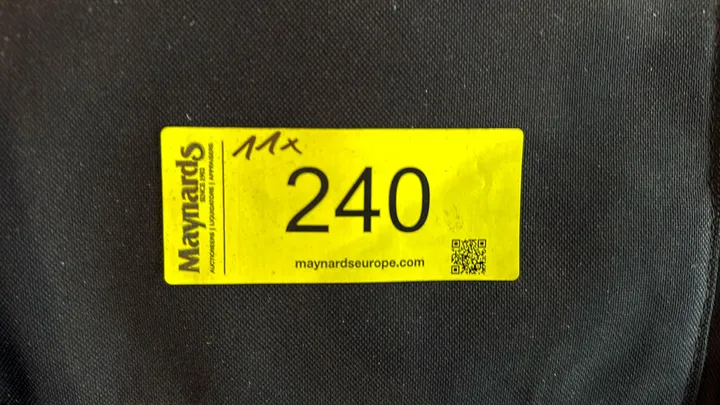 Maynards
SINCE 1902
AUCTIONEERS | LIQUIDATORS | APPRAISERS
11x
240
maynardseurope.com